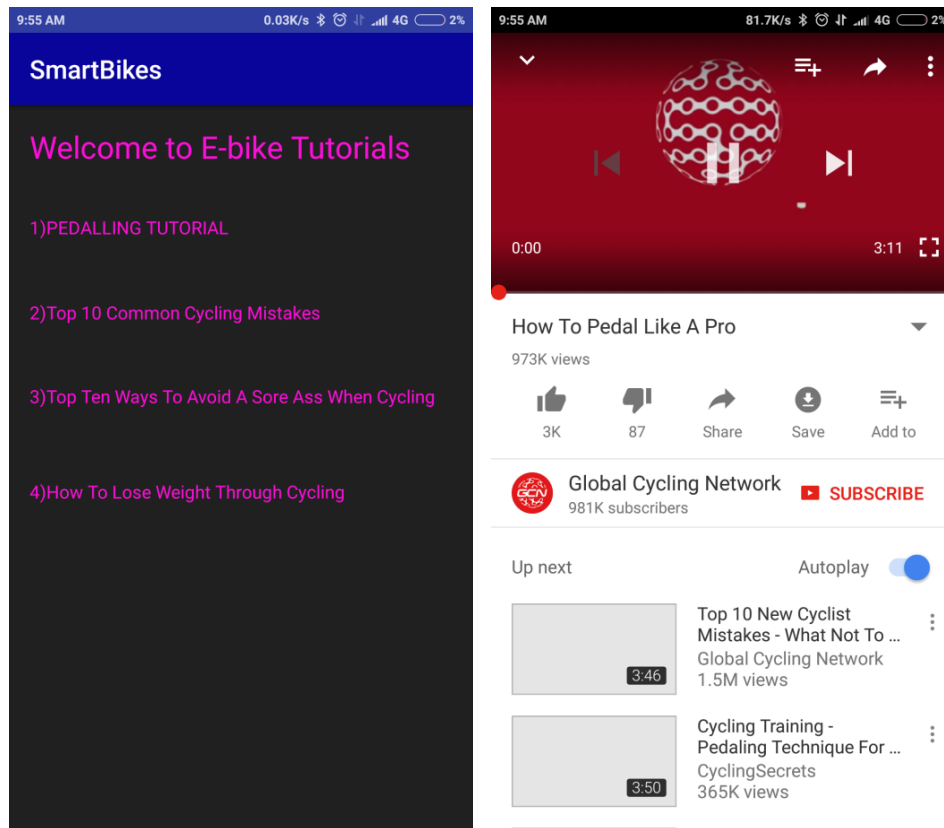 9:55 AM 0.03K/s 4G 2%
SmartBikes
Welcome to E-bike Tutorials
1)PEDALLING TUTORIAL
2)Top 10 Common Cycling Mistakes
3)Top Ten Ways To Avoid A Sore Ass When Cycling
4)How To Lose Weight Through Cycling
9:55 AM 81.7K/s 4G 2%
0:00 3:11
How To Pedal Like A Pro
973K views
3K 87 Share Save Add to
GCN
Global Cycling Network
981K subscribers
SUBSCRIBE
Up next Autoplay
3:46
Top 10 New Cyclist
Mistakes - What Not To ...
Global Cycling Network
1.5M views
3:50
Cycling Training -
Pedaling Technique For ...
CyclingSecrets
365K views